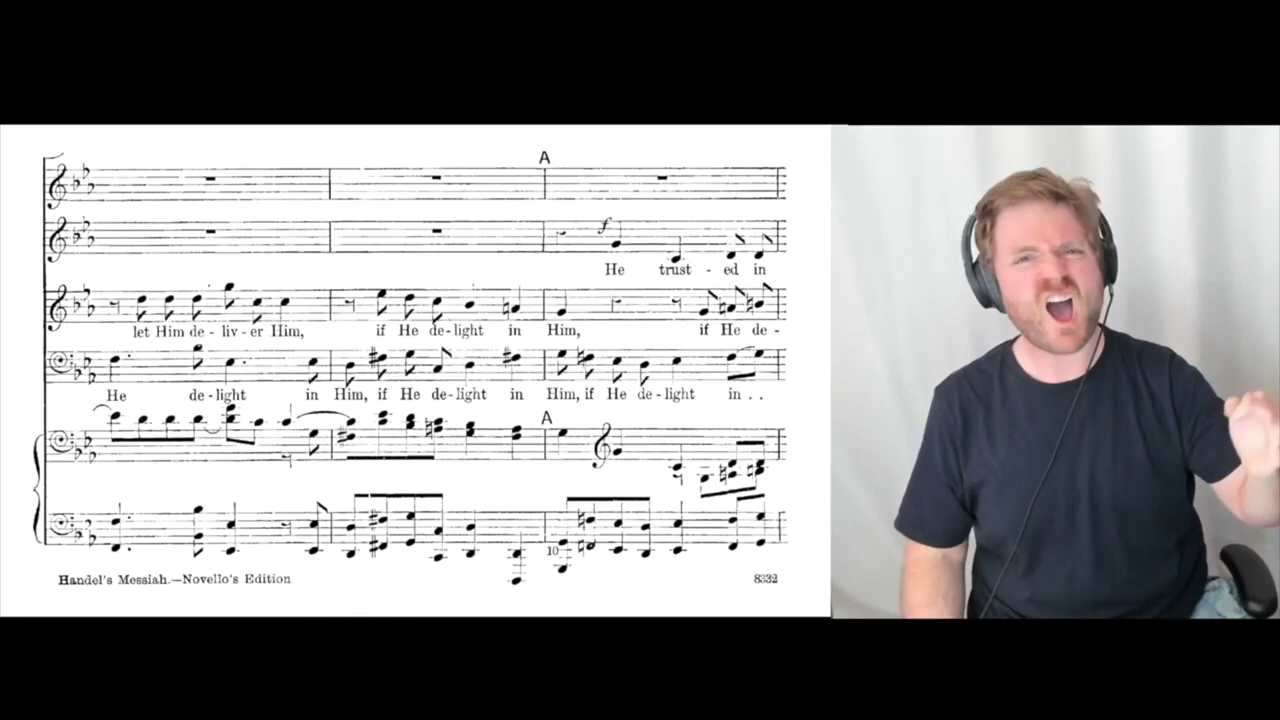 A
f
He trust - ed in
let Him de - liv - er Him, if He de - light in Him, if He de -
He de - light in Him, if He de - light in Him, if He de - light in . .
A
10
Handel's Messiah.—Novello's Edition 8332